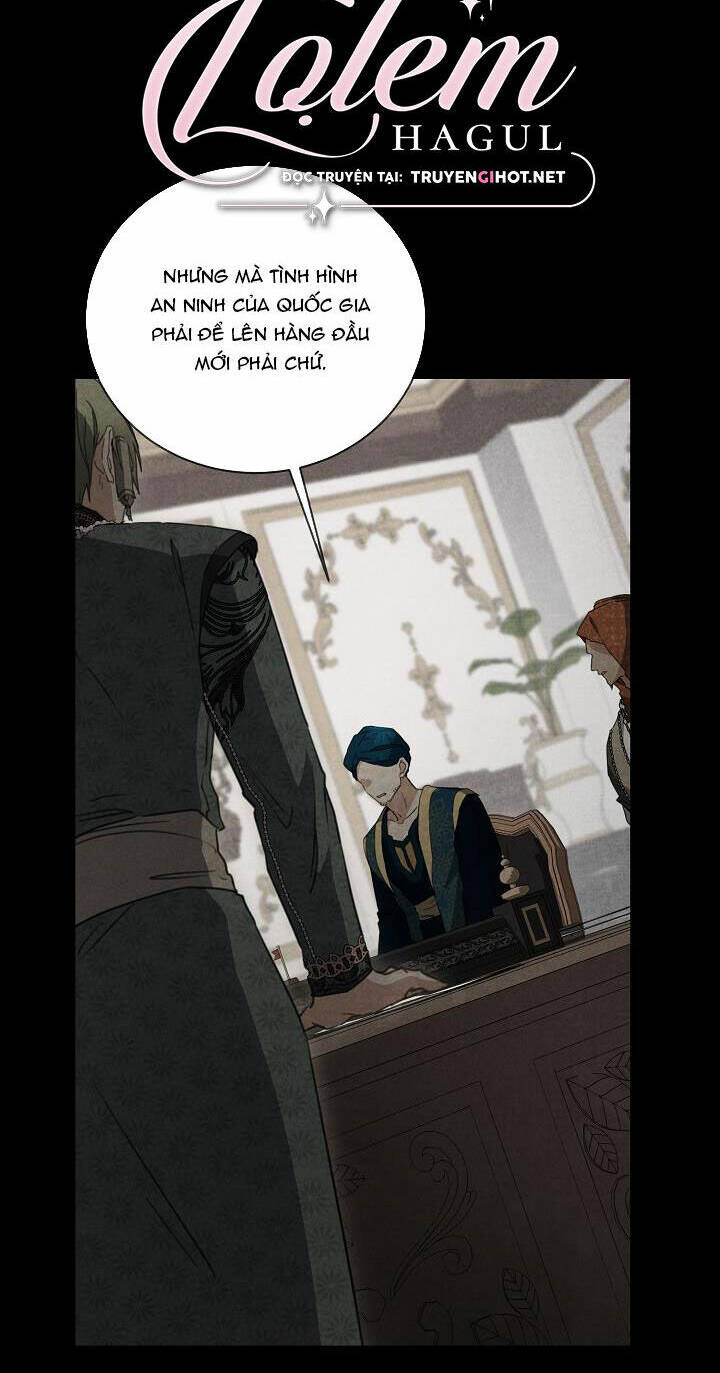 Lọlem
HAGUL
ĐỌC TRUYỆN TẠI: TRUYENGIHOT.NET
NHƯNG MÀ TÌNH HÌNH
AN NINH CỦA QUỐC GIA
PHẢI ĐỂ LÊN HÀNG ĐẦU
MỚI PHẢI CHỨ.